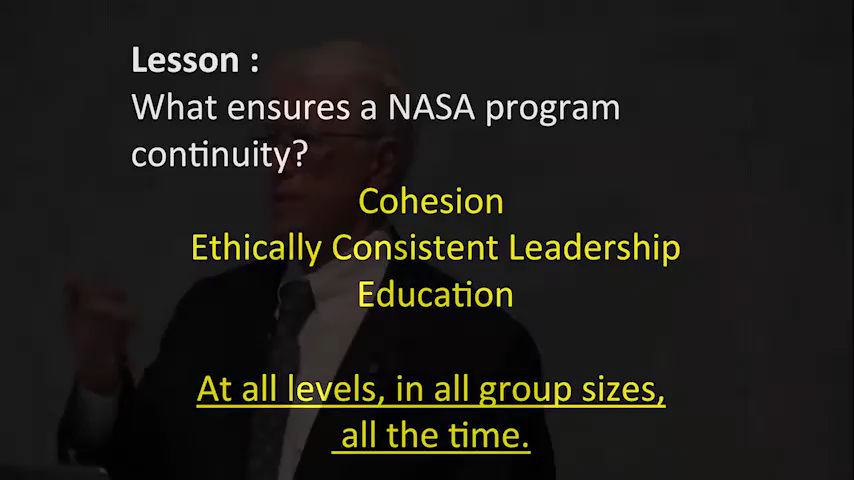 Lesson :
What ensures a NASA program
continuity?
Cohesion
Ethically Consistent Leadership
Education
At all levels, in all group sizes,
all the time.